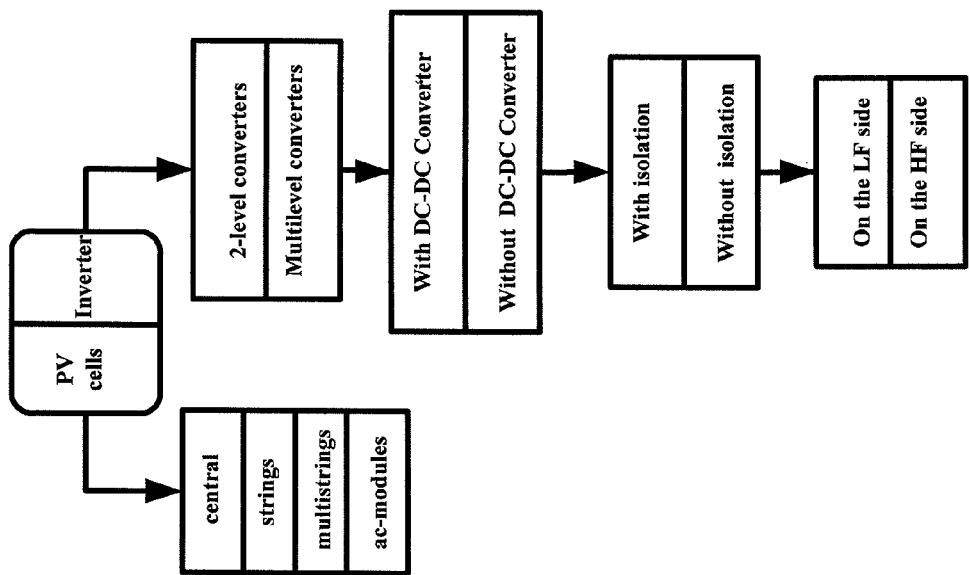 PV
cells
Inverter
central
strings
multistrings
ac-modules
2-level converters
Multilevel converters
With DC-DC Converter
Without DC-DC Converter
With isolation
Without isolation
On the LF side
On the HF side